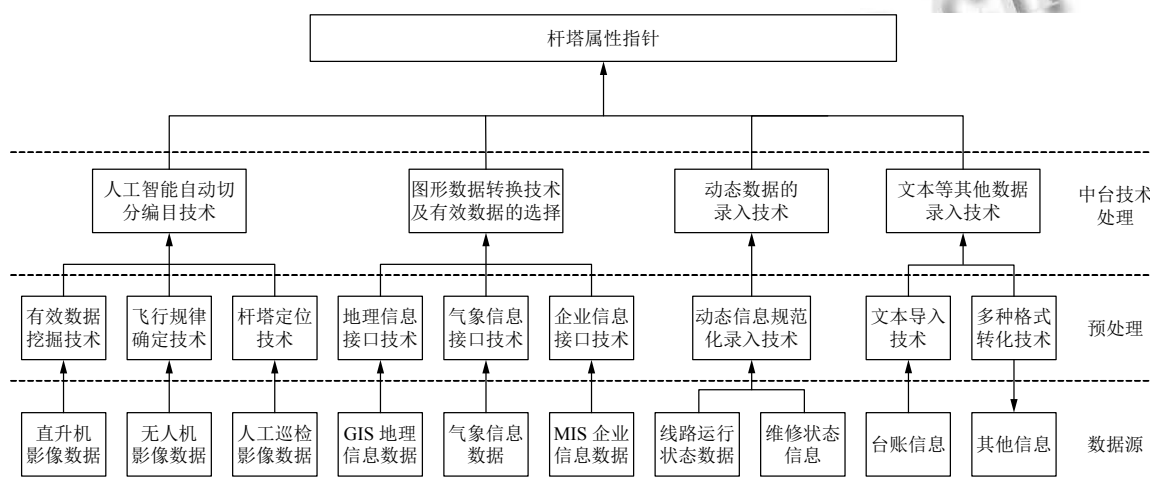 杆塔属性指针
人工智能自动切
分编目技术
图形数据转换技术
及有效数据的选择
动态数据的
录入技术
文本等其他数据
录入技术
中台技术
处理
有效数据
挖掘技术
飞行规律
确定技术
杆塔定位
技术
地理信息
接口技术
气象信息
接口技术
企业信息
接口技术
动态信息规范
化录入技术
文本导入
技术
多种格式
转化技术
预处理
直升机
影像数据
无人机
影像数据
人工巡检
影像数据
GIS 地理
信息数据
气象信息
数据
MIS 企业
信息数据
线路运行
状态数据
维修状态
信息
台账信息
其他信息
数据源